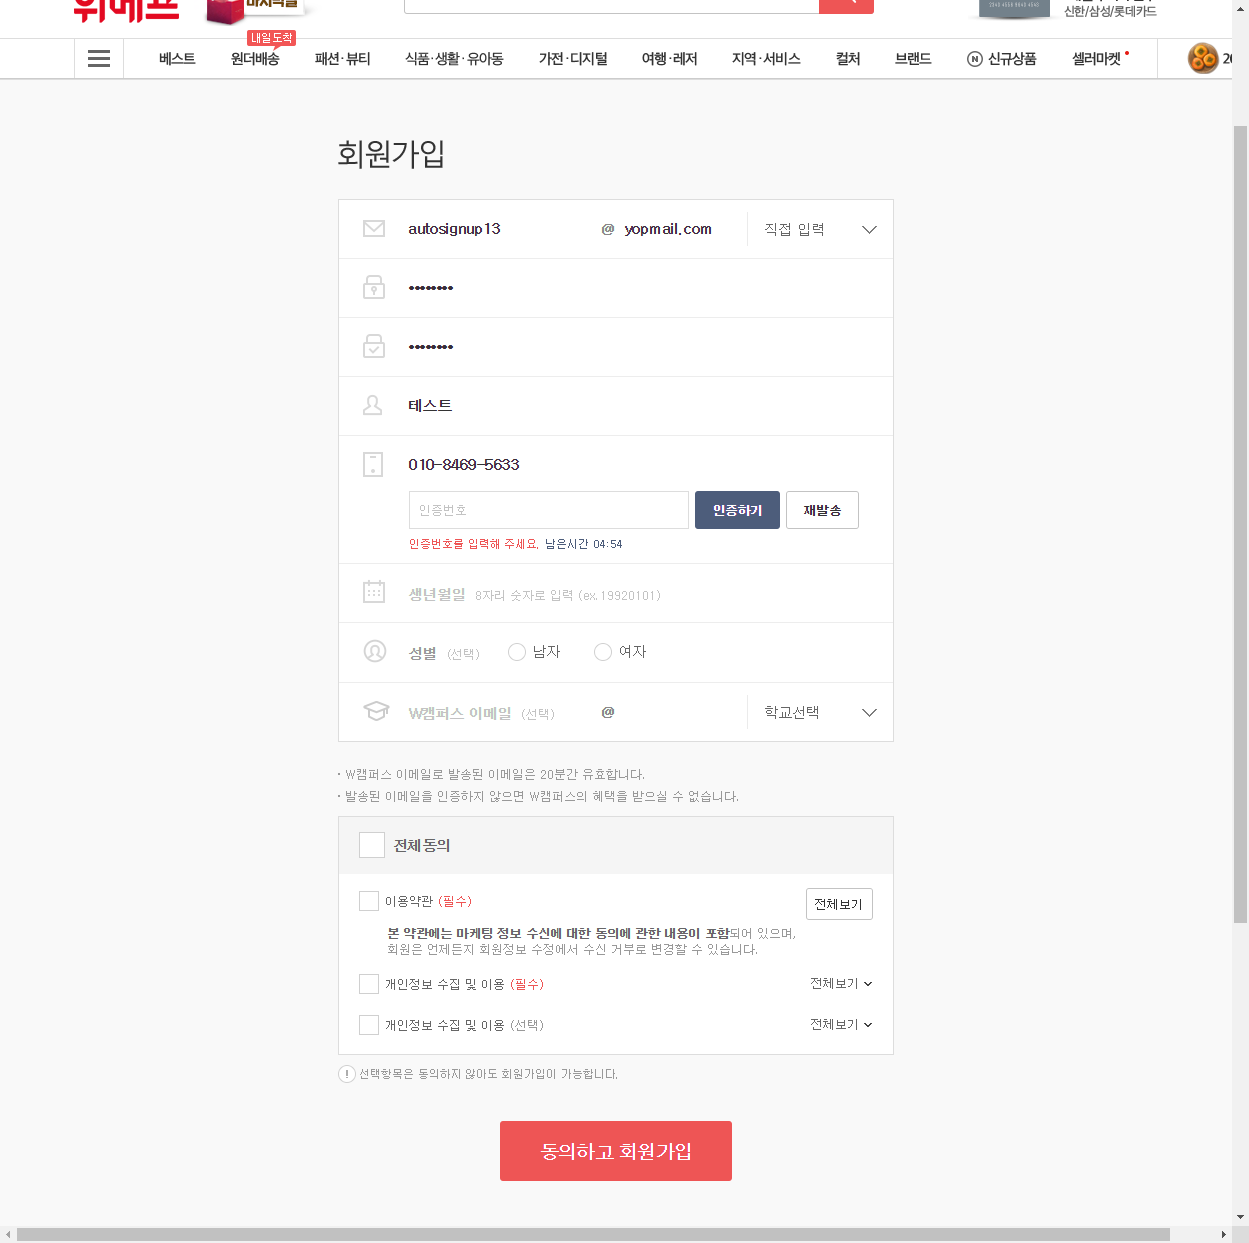 위메프
신한/삼성/롯데카드
내일도착
베스트 원더배송 패션·뷰티 식품·생활·유아동 가전·디지털 여행·레저 지역·서비스 컬처 브랜드 N 신규상품 셀러마켓
회원가입
autosignup13 @ yopmail.com 직접 입력
••••••••
••••••••
테스트
010-8469-5633
인증번호 인증하기 재발송
인증번호를 입력해 주세요. 남은시간 04:54
생년월일 8자리 숫자로 입력 (ex.19920101)
성별 (선택) 남자 여자
W캠퍼스 이메일 (선택) @ 학교선택
· W캠퍼스 이메일로 발송된 이메일은 20분간 유효합니다.
· 발송된 이메일을 인증하지 않으면 W캠퍼스의 혜택을 받으실 수 없습니다.
전체동의
이용약관 (필수) 전체보기
본 약관에는 마케팅 정보 수신에 대한 동의에 관한 내용이 포함되어 있으며,
회원은 언제든지 회원정보 수정에서 수신 거부로 변경할 수 있습니다.
개인정보 수집 및 이용 (필수) 전체보기
개인정보 수집 및 이용 (선택) 전체보기
! 선택항목은 동의하지 않아도 회원가입이 가능합니다.
동의하고 회원가입